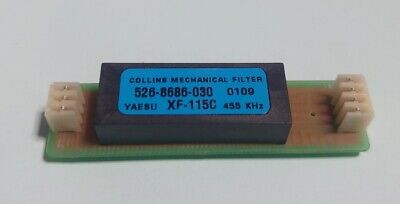 COLLINS MECHANICAL FILTER
526-8686-030 0109
YAESU XF-115C 455 KHz